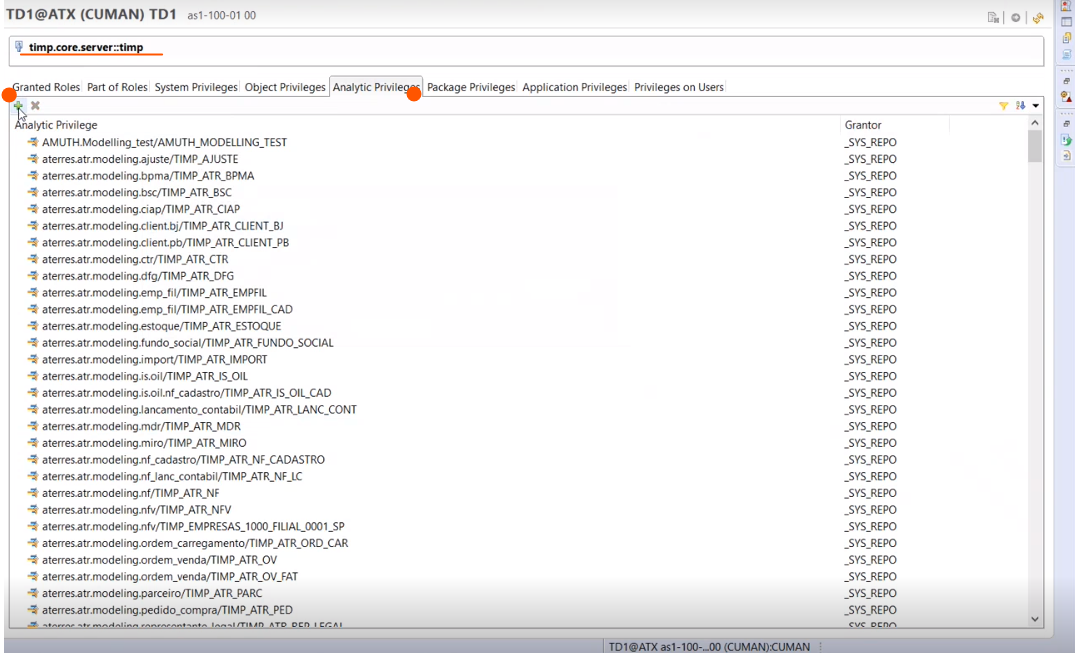 TD1@ATX (CUMAN) TD1 as1-100-01 00
timp.core.server::timp
Granted Roles Part of Roles System Privileges Object Privileges Analytic Privileges Package Privileges Application Privileges Privileges on Users
Analytic Privilege Grantor
AMUTH.Modelling_test/AMUTH_MODELLING_TEST _SYS_REPO
aterres.atr.modeling.ajuste/TIMP_AJUSTE _SYS_REPO
aterres.atr.modeling.bpma/TIMP_ATR_BPMA _SYS_REPO
aterres.atr.modeling.bsc/TIMP_ATR_BSC _SYS_REPO
aterres.atr.modeling.ciap/TIMP_ATR_CIAP _SYS_REPO
aterres.atr.modeling.client.bj/TIMP_ATR_CLIENT_BJ _SYS_REPO
aterres.atr.modeling.client.pb/TIMP_ATR_CLIENT_PB _SYS_REPO
aterres.atr.modeling.ctr/TIMP_ATR_CTR _SYS_REPO
aterres.atr.modeling.dfg/TIMP_ATR_DFG _SYS_REPO
aterres.atr.modeling.emp_fil/TIMP_ATR_EMPFIL _SYS_REPO
aterres.atr.modeling.emp_fil/TIMP_ATR_EMPFIL_CAD _SYS_REPO
aterres.atr.modeling.estoque/TIMP_ATR_ESTOQUE _SYS_REPO
aterres.atr.modeling.fundo_social/TIMP_ATR_FUNDO_SOCIAL _SYS_REPO
aterres.atr.modeling.import/TIMP_ATR_IMPORT _SYS_REPO
aterres.atr.modeling.is.oil/TIMP_ATR_IS_OIL _SYS_REPO
aterres.atr.modeling.is.oil.nf_cadastro/TIMP_ATR_IS_OIL_CAD _SYS_REPO
aterres.atr.modeling.lancamento_contabil/TIMP_ATR_LANC_CONT _SYS_REPO
aterres.atr.modeling.mdr/TIMP_ATR_MDR _SYS_REPO
aterres.atr.modeling.miro/TIMP_ATR_MIRO _SYS_REPO
aterres.atr.modeling.nf_cadastro/TIMP_ATR_NF_CADASTRO _SYS_REPO
aterres.atr.modeling.nf_lanc_contabil/TIMP_ATR_NF_LC _SYS_REPO
aterres.atr.modeling.nf/TIMP_ATR_NF _SYS_REPO
aterres.atr.modeling.nfv/TIMP_ATR_NFV _SYS_REPO
aterres.atr.modeling.nfv/TIMP_EMPRESAS_1000_FILIAL_0001_SP _SYS_REPO
aterres.atr.modeling.ordem_carregamento/TIMP_ATR_ORD_CAR _SYS_REPO
aterres.atr.modeling.ordem_venda/TIMP_ATR_OV _SYS_REPO
aterres.atr.modeling.ordem_venda/TIMP_ATR_OV_FAT _SYS_REPO
aterres.atr.modeling.parceiro/TIMP_ATR_PARC _SYS_REPO
aterres.atr.modeling.pedido_compra/TIMP_ATR_PED _SYS_REPO
aterres.atr.modeling.representante_legal/TIMP_ATR_REP_LEGAL _SYS_REPO
TD1@ATX as1-100-...00 (CUMAN):CUMAN